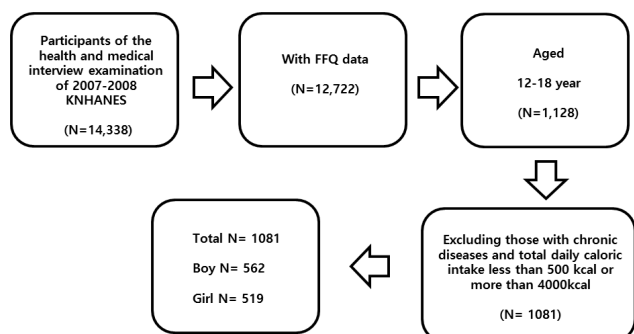 Participants of the
health and medical
interview examination
of 2007-2008
KNHANES
(N=14,338)
With FFQ data
(N=12,722)
Aged
12-18 year
(N=1,128)
Excluding those with chronic
diseases and total daily caloric
intake less than 500 kcal or
more than 4000kcal
(N= 1081)
Total N= 1081
Boy N= 562
Girl N= 519